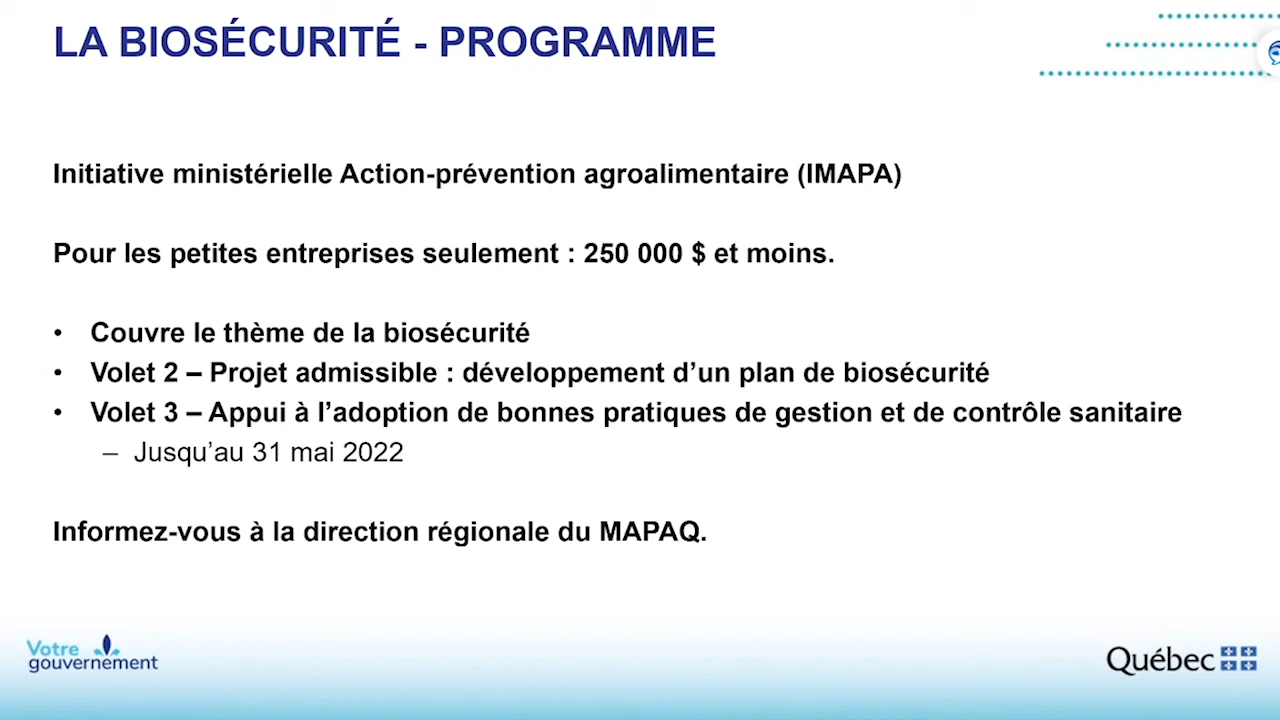 LA BIOSÉCURITÉ - PROGRAMME
Initiative ministérielle Action-prévention agroalimentaire (IMAPA)
Pour les petites entreprises seulement : 250 000 $ et moins.
• Couvre le thème de la biosécurité
• Volet 2 – Projet admissible : développement d’un plan de biosécurité
• Volet 3 – Appui à l’adoption de bonnes pratiques de gestion et de contrôle sanitaire
– Jusqu’au 31 mai 2022
Informez-vous à la direction régionale du MAPAQ.
Votre
gouvernement
Québec